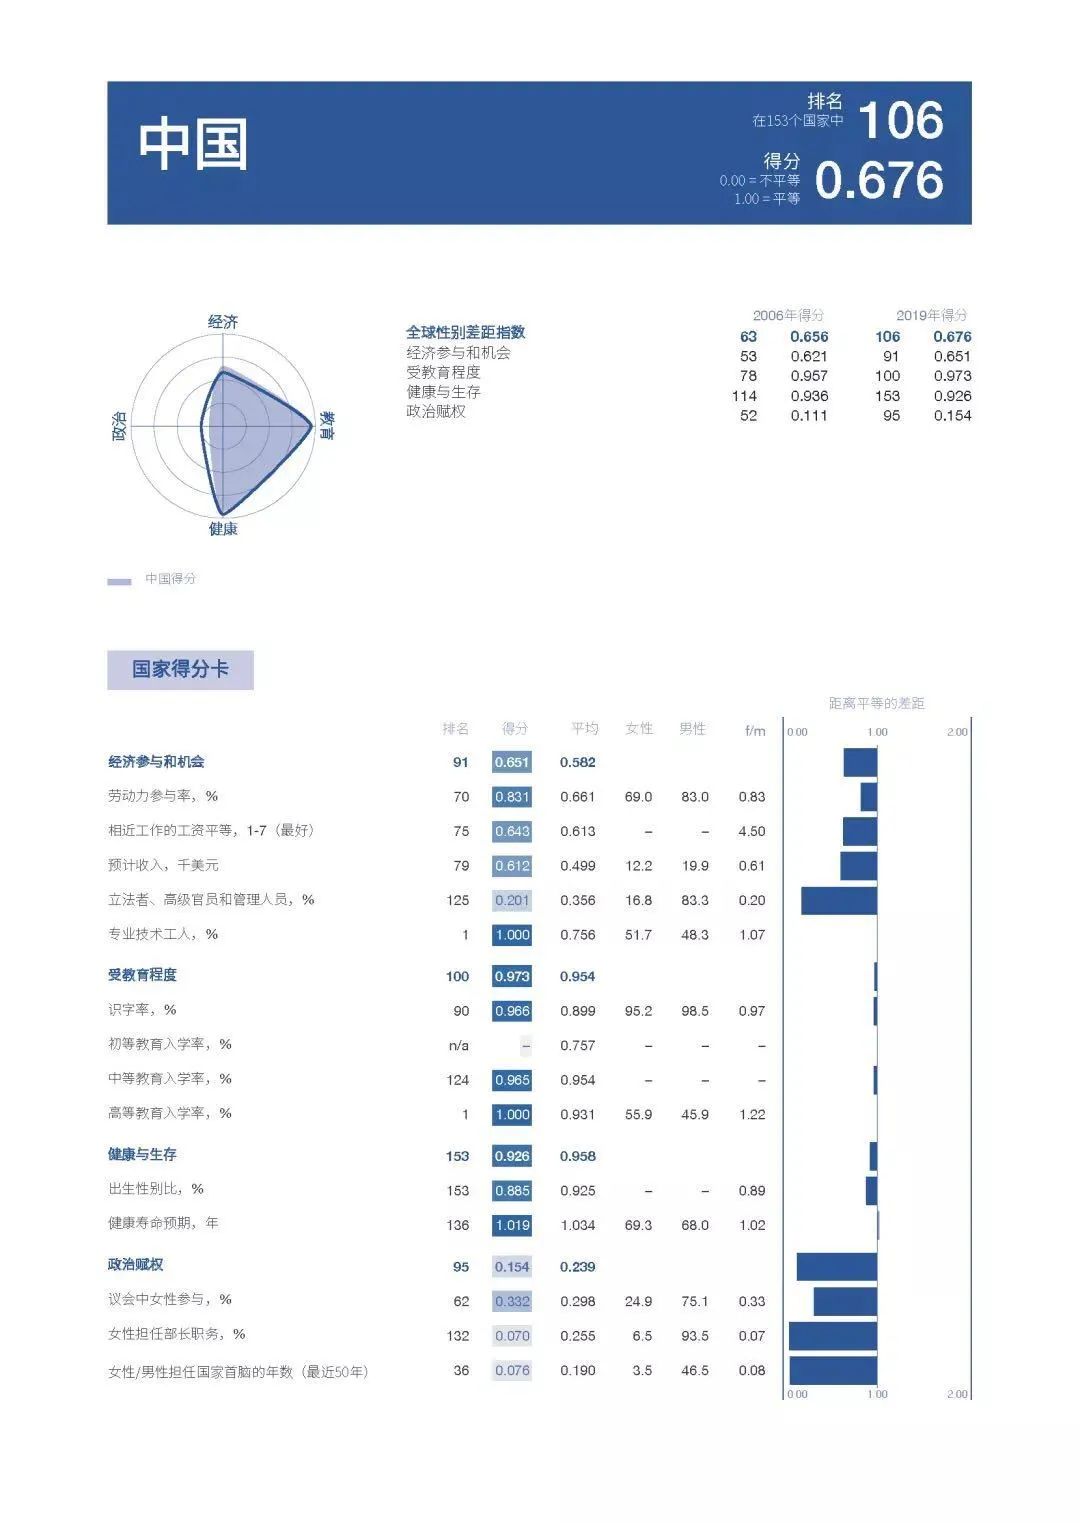 中国
排名
在153个国家中
106
得分
0.00 = 不平等
1.00 = 平等
0.676
经济
政治
教育
健康
中国得分
2006年得分 2019年得分
全球性别差距指数 63 0.656 106 0.676
经济参与和机会 53 0.621 91 0.651
受教育程度 78 0.957 100 0.973
健康与生存 114 0.936 153 0.926
政治赋权 52 0.111 95 0.154
国家得分卡
距离平等的差距
排名 得分 平均 女性 男性 f/m 0.00 1.00 2.00
经济参与和机会 91 0.651 0.582
劳动力参与率，% 70 0.831 0.661 69.0 83.0 0.83
相近工作的工资平等，1-7（最好） 75 0.643 0.613 – – 4.50
预计收入，千美元 79 0.612 0.499 12.2 19.9 0.61
立法者、高级官员和管理人员，% 125 0.201 0.356 16.8 83.3 0.20
专业技术工人，% 1 1.000 0.756 51.7 48.3 1.07
受教育程度 100 0.973 0.954
识字率，% 90 0.966 0.899 95.2 98.5 0.97
初等教育入学率，% n/a – 0.757 – – –
中等教育入学率，% 124 0.965 0.954 – – –
高等教育入学率，% 1 1.000 0.931 55.9 45.9 1.22
健康与生存 153 0.926 0.958
出生性别比，% 153 0.885 0.925 – – 0.89
健康寿命预期，年 136 1.019 1.034 69.3 68.0 1.02
政治赋权 95 0.154 0.239
议会中女性参与，% 62 0.332 0.298 24.9 75.1 0.33
女性担任部长职务，% 132 0.070 0.255 6.5 93.5 0.07
女性/男性担任国家首脑的年数（最近50年） 36 0.076 0.190 3.5 46.5 0.08
0.00 1.00 2.00